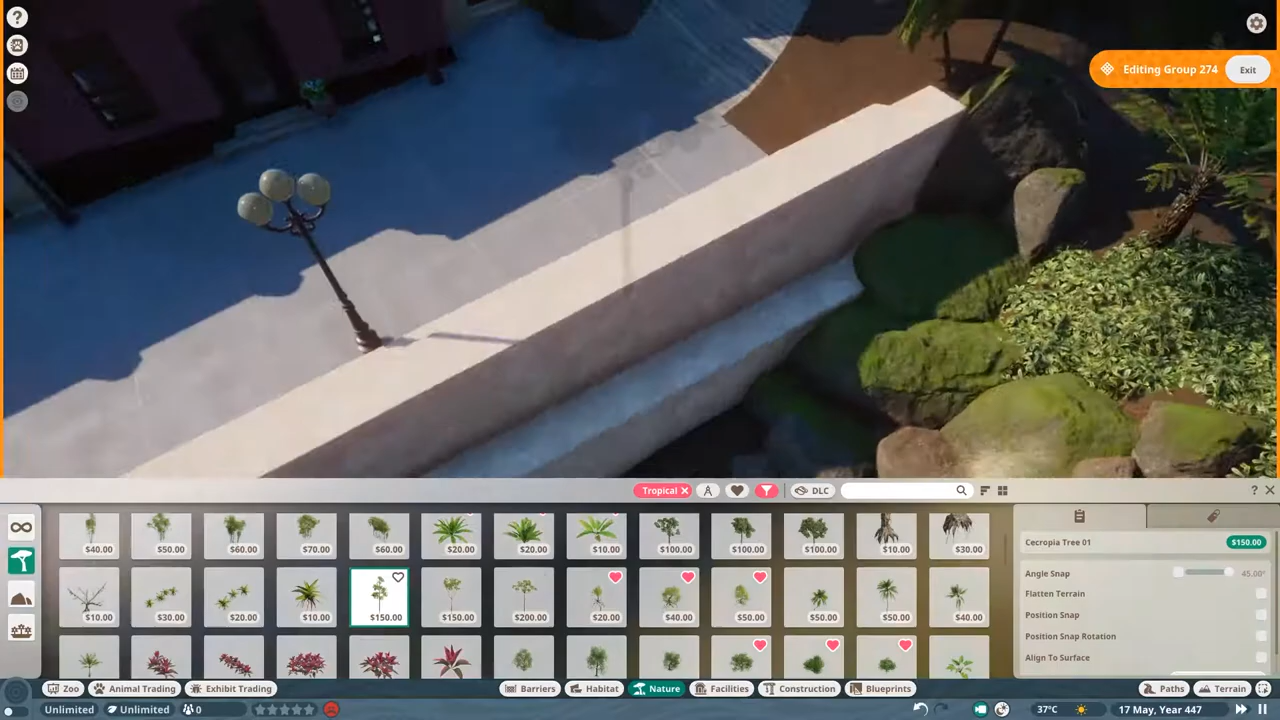 ?
Editing Group 274 Exit
Tropical × DLC ? ×
$40.00 $50.00 $60.00 $70.00 $60.00 $20.00 $20.00 $10.00 $100.00 $100.00 $100.00 $10.00 $30.00
Cecropia Tree 01 $150.00
$10.00 $30.00 $20.00 $10.00 $150.00 $150.00 $200.00 $20.00 $40.00 $50.00 $50.00 $50.00 $40.00
Angle Snap 45.00°
Flatten Terrain
Position Snap
Position Snap Rotation
Align To Surface
Zoo Animal Trading Exhibit Trading Barriers Habitat Nature Facilities Construction Blueprints Paths Terrain
Unlimited Unlimited 0 37°C 17 May, Year 447